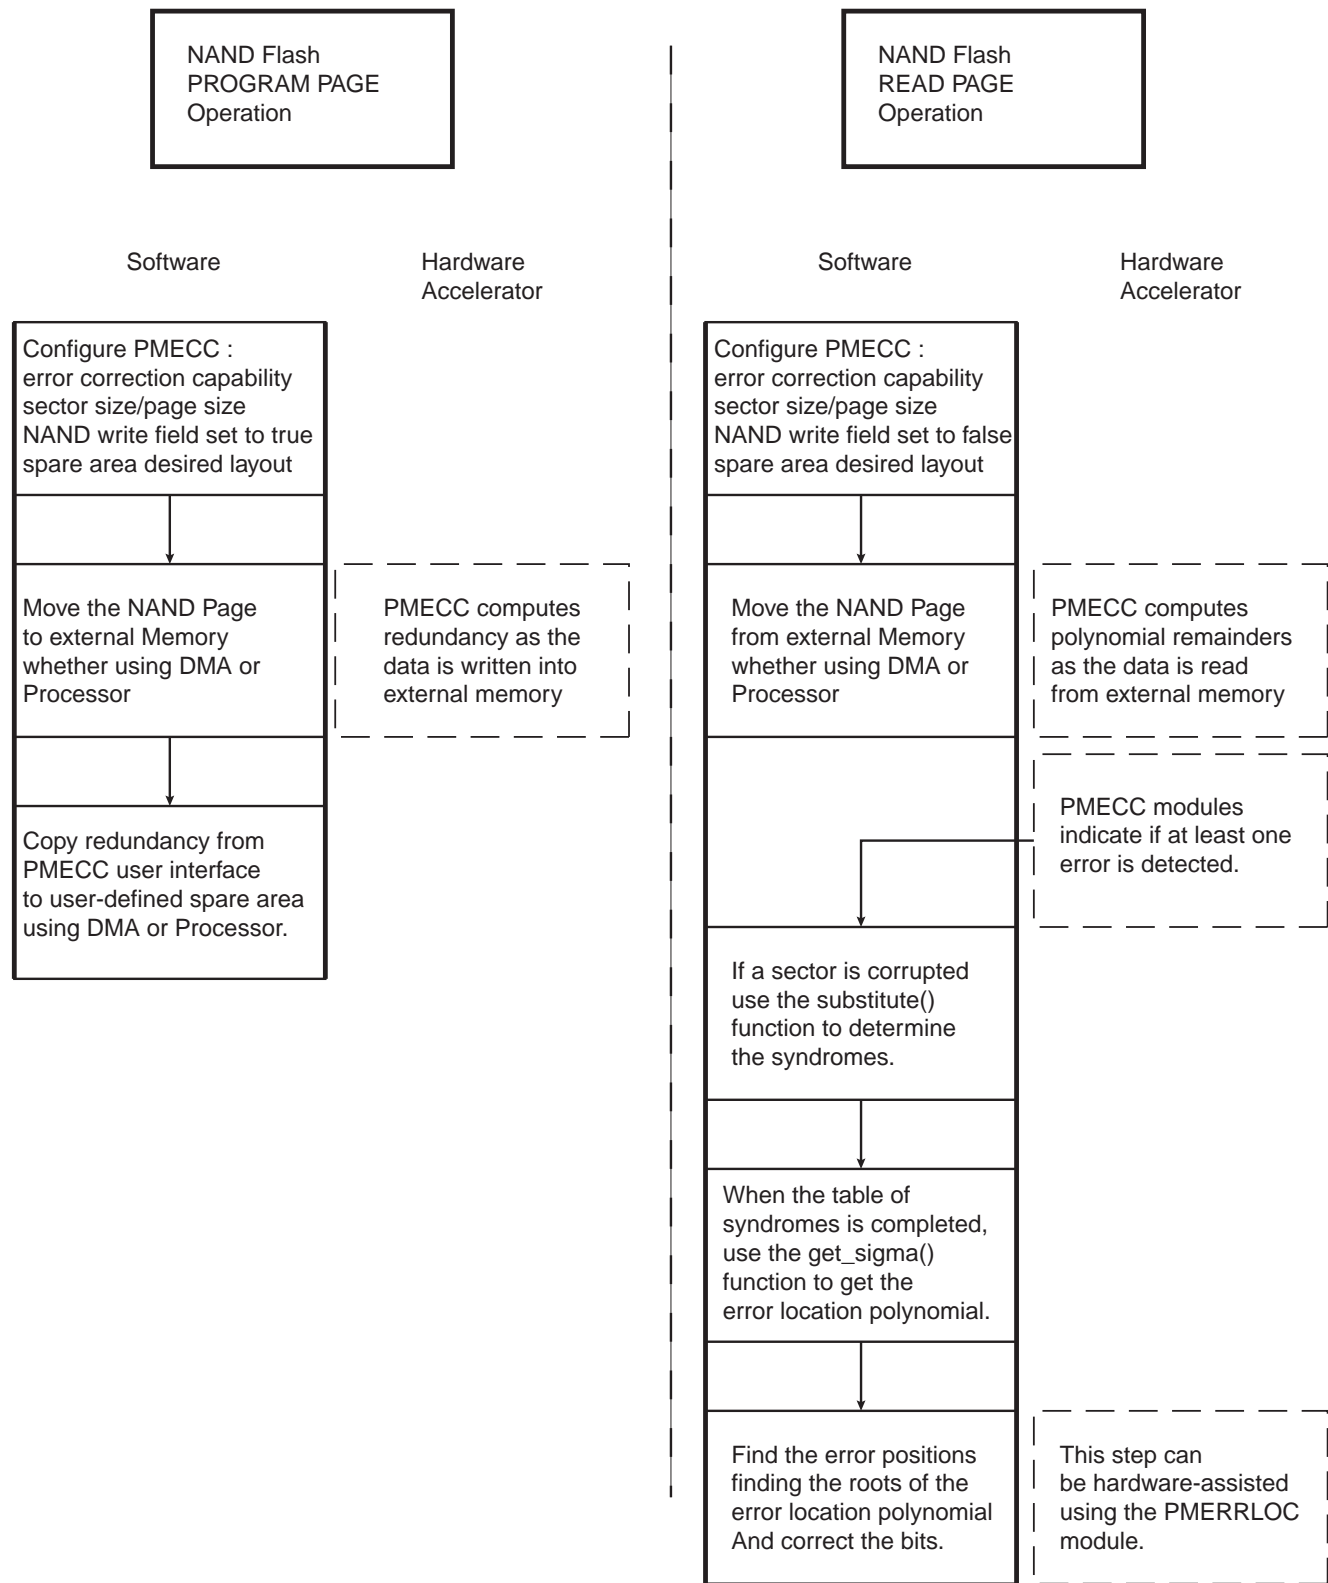 NAND Flash
PROGRAM PAGE
Operation
Software
Hardware
Accelerator
Configure PMECC :
error correction capability
sector size/page size
NAND write field set to true
spare area desired layout
Move the NAND Page
to external Memory
whether using DMA or
Processor
PMECC computes
redundancy as the
data is written into
external memory
Copy redundancy from
PMECC user interface
to user-defined spare area
using DMA or Processor.
NAND Flash
READ PAGE
Operation
Software
Hardware
Accelerator
Configure PMECC :
error correction capability
sector size/page size
NAND write field set to false
spare area desired layout
Move the NAND Page
from external Memory
whether using DMA or
Processor
PMECC computes
polynomial remainders
as the data is read
from external memory
PMECC modules
indicate if at least one
error is detected.
If a sector is corrupted
use the substitute()
function to determine
the syndromes.
When the table of
syndromes is completed,
use the get_sigma()
function to get the
error location polynomial.
Find the error positions
finding the roots of the
error location polynomial
And correct the bits.
This step can
be hardware-assisted
using the PMERRLOC
module.